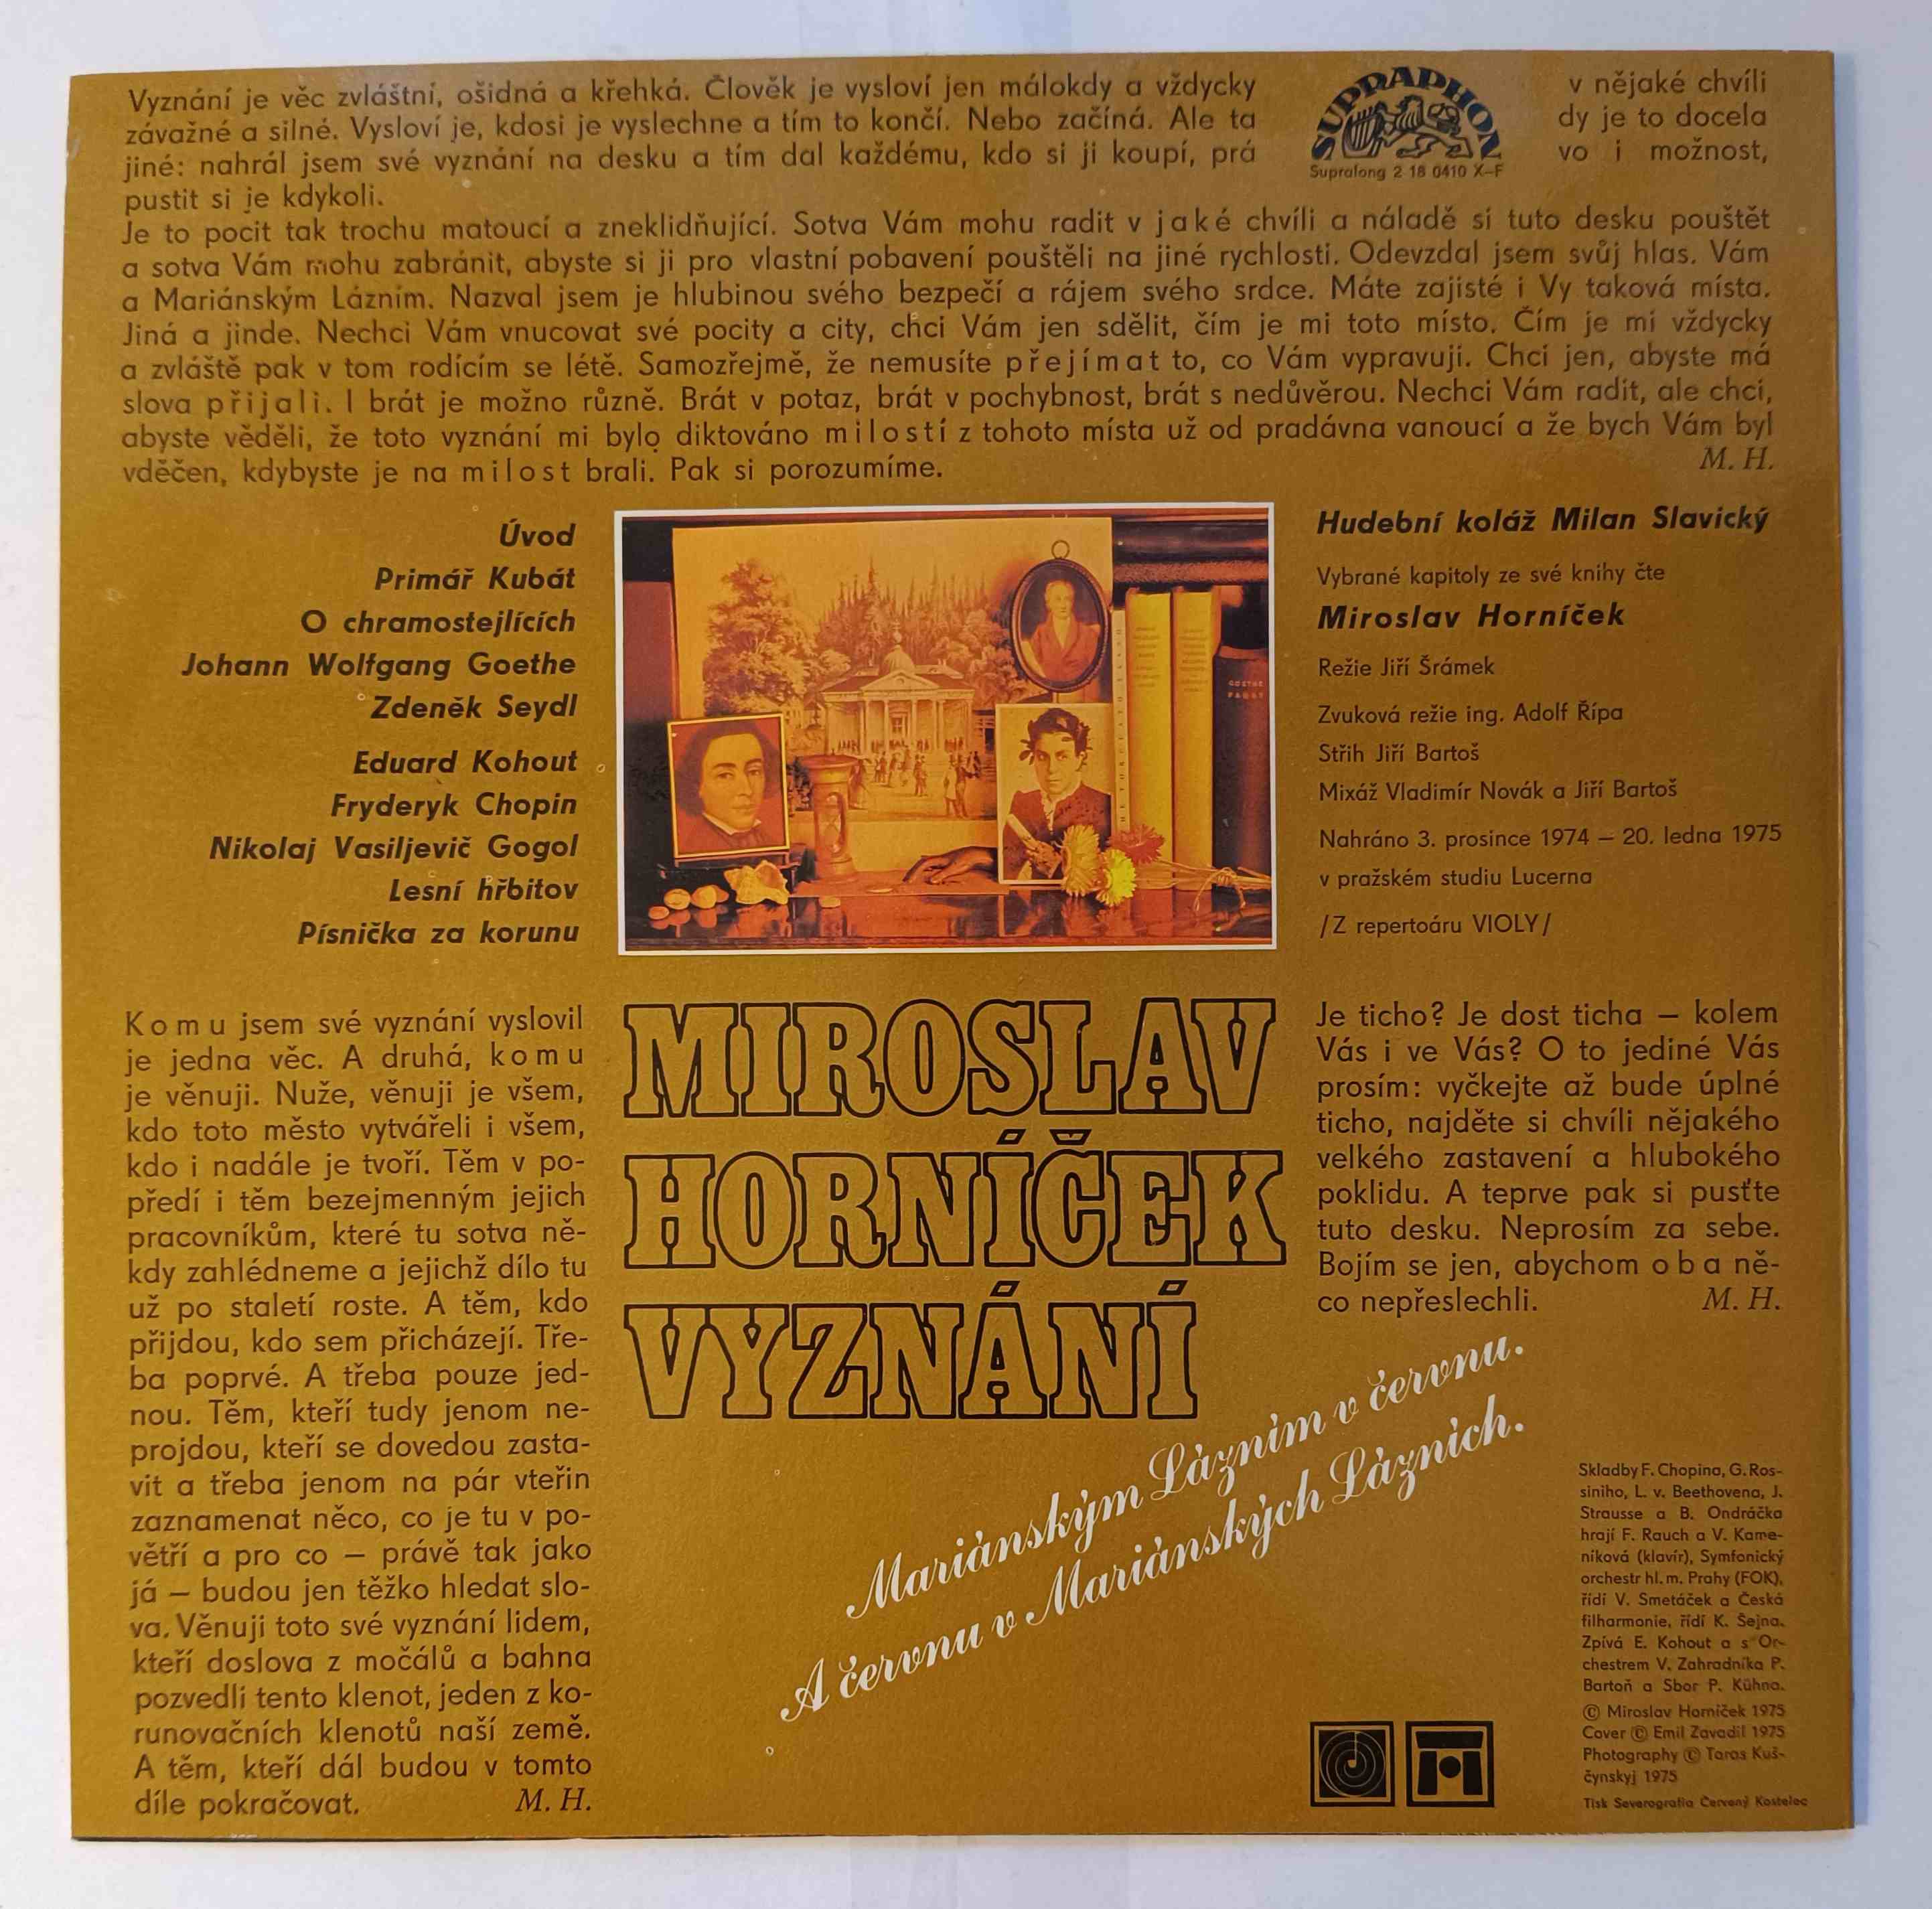 Vyznání je věc zvláštní, ošidná a křehká. Člověk je vysloví jen málokdy a vždycky v nějaké chvíli
závažné a silné. Vysloví je, kdosi je vyslechne a tím to končí. Nebo začíná. Ale ta dy je to docela
jiné: nahrál jsem své vyznání na desku a tím dal každému, kdo si ji koupí, prá vo i možnost,
pustit si je kdykoli.
SUPRAPHON
Supralong 2 18 0410 X–F
Je to pocit tak trochu matoucí a zneklidňující. Sotva Vám mohu radit v jaké chvíli a náladě si tuto desku pouštět
a sotva Vám mohu zabránit, abyste si ji pro vlastní pobavení pouštěli na jiné rychlosti. Odevzdal jsem svůj hlas. Vám
a Mariánským Lázním. Nazval jsem je hlubinou svého bezpečí a rájem svého srdce. Máte zajisté i Vy taková místa.
Jiná a jinde. Nechci Vám vnucovat své pocity a city, chci Vám jen sdělit, čím je mi toto místo. Čím je mi vždycky
a zvláště pak v tom rodícím se létě. Samozřejmě, že nemusíte přejímat to, co Vám vypravuji. Chci jen, abyste má
slova přijali. I brát je možno různě. Brát v potaz, brát v pochybnost, brát s nedůvěrou. Nechci Vám radit, ale chci,
abyste věděli, že toto vyznání mi bylo diktováno milostí z tohoto místa už od pradávna vanoucí a že bych Vám byl
vděčen, kdybyste je na milost brali. Pak si porozumíme. M. H.
Úvod
Primář Kubát
O chramostejlících
Johann Wolfgang Goethe
Zdeněk Seydl
Eduard Kohout
Fryderyk Chopin
Nikolaj Vasiljevič Gogol
Lesní hřbitov
Písnička za korunu
GOETHE
FAUST
Hudební koláž Milan Slavický
Vybrané kapitoly ze své knihy čte
Miroslav Horníček
Režie Jiří Šrámek
Zvuková režie ing. Adolf Řípa
Střih Jiří Bartoš
Mixáž Vladimír Novák a Jiří Bartoš
Nahráno 3. prosince 1974 – 20. ledna 1975
v pražském studiu Lucerna
/Z repertoáru VIOLY/
Komu jsem své vyznání vyslovil
je jedna věc. A druhá, komu
je věnuji. Nuže, věnuji je všem,
kdo toto město vytvářeli i všem,
kdo i nadále je tvoří. Těm v po-
předí i těm bezejmenným jejich
pracovníkům, které tu sotva ně-
kdy zahlédneme a jejichž dílo tu
už po staletí roste. A těm, kdo
přijdou, kdo sem přicházejí. Tře-
ba poprvé. A třeba pouze jed-
nou. Těm, kteří tudy jenom ne-
projdou, kteří se dovedou zasta-
vit a třeba jenom na pár vteřin
zaznamenat něco, co je tu v po-
větří a pro co – právě tak jako
já – budou jen těžko hledat slo-
va. Věnuji toto své vyznání lidem,
kteří doslova z močálů a bahna
pozvedli tento klenot, jeden z ko-
runovačních klenotů naší země.
A těm, kteří dál budou v tomto
díle pokračovat. M. H.
MIROSLAV
HORNÍČEK
VYZNÁNÍ
Mariánským Lázním v červnu.
A červnu v Mariánských Lázních.
Je ticho? Je dost ticha – kolem
Vás i ve Vás? O to jediné Vás
prosím: vyčkejte až bude úplné
ticho, najděte si chvíli nějakého
velkého zastavení a hlubokého
poklidu. A teprve pak si pusťte
tuto desku. Neprosím za sebe.
Bojím se jen, abychom oba ně-
co nepřeslechli. M. H.
Skladby F. Chopina, G. Ros-
siniho, L. v. Beethovena, J.
Strausse a B. Ondráčka
hrají F. Rauch a V. Kame-
níková (klavír), Symfonický
orchestr hl. m. Prahy (FOK),
řídí V. Smetáček a Česká
filharmonie, řídí K. Šejna.
Zpívá E. Kohout a s Or-
chestrem V. Zahradníka P.
Bartoň a Sbor P. Kühna.
© Miroslav Horníček 1975
Cover © Emil Zavadil 1975
Photography © Taras Kuš-
čynskyj 1975
Tisk Severografia Červený Kostelec